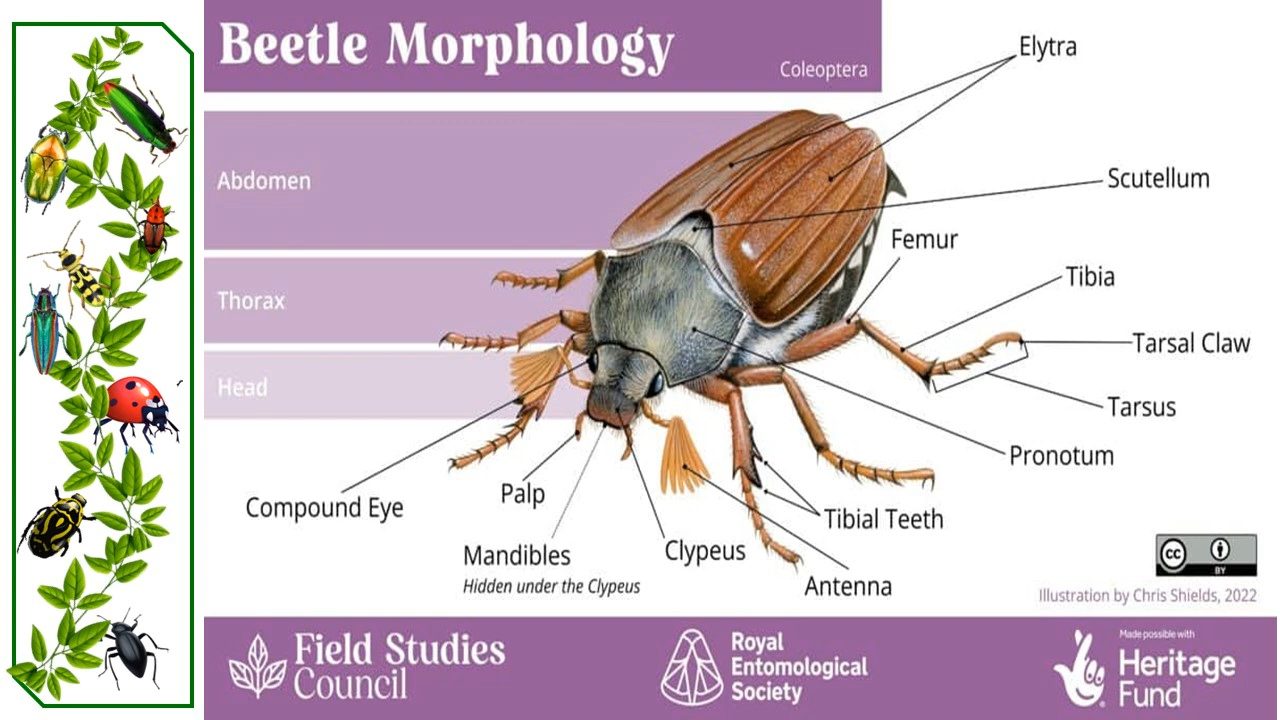 Beetle Morphology
Coleoptera
Elytra
Abdomen
Scutellum
Femur
Tibia
Thorax
Tarsal Claw
Head
Tarsus
Pronotum
Compound Eye
Palp
Tibial Teeth
Mandibles
Hidden under the Clypeus
Clypeus
Antenna
cc
BY
Illustration by Chris Shields, 2022
Field Studies
Council
Royal
Entomological
Society
Made possible with
Heritage
Fund